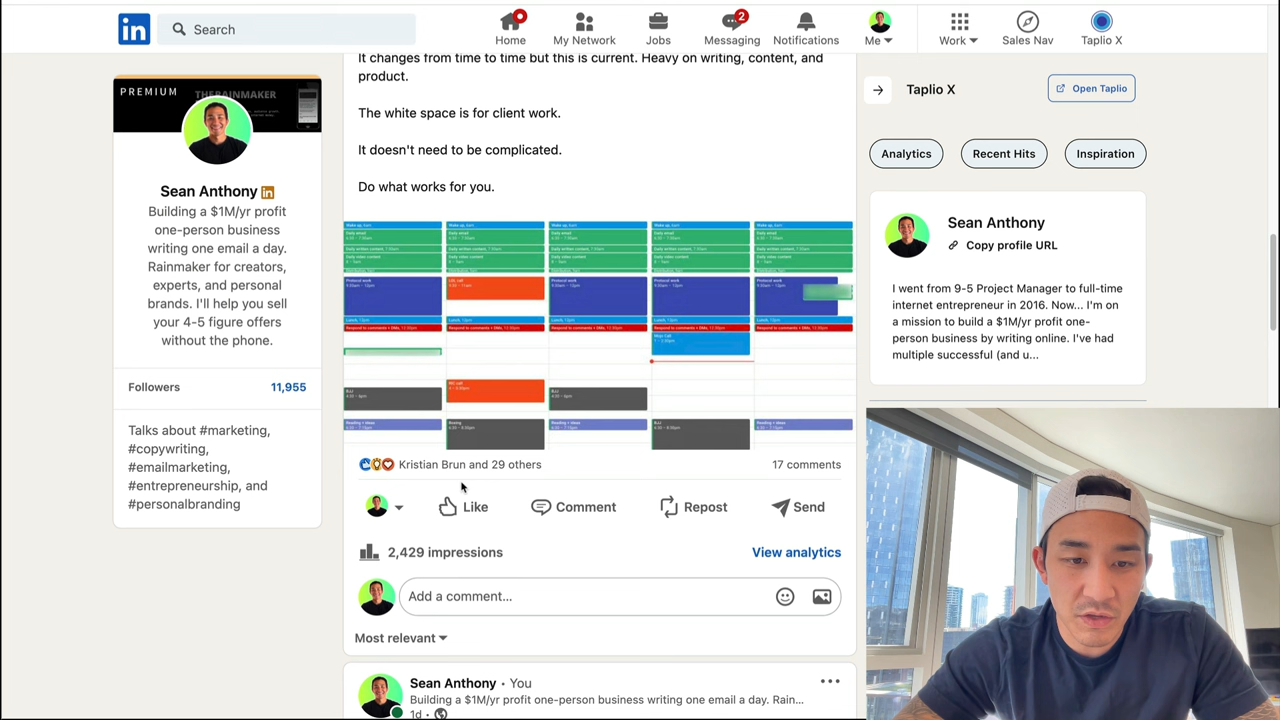 in
Search
Home
My Network
Jobs
2
Messaging
Notifications
Me
Work
Sales Nav
Taplio X
PREMIUM
THE RAINMAKER
Sean Anthony in
Building a $1M/yr profit
one-person business
writing one email a day.
Rainmaker for creators,
experts, and personal
brands. I'll help you sell
your 4-5 figure offers
without the phone.
Followers 11,955
Talks about #marketing,
#copywriting,
#emailmarketing,
#entrepreneurship, and
#personalbranding
It changes from time to time but this is current. Heavy on writing, content, and
product.
The white space is for client work.
It doesn't need to be complicated.
Do what works for you.
Kristian Brun and 29 others 17 comments
Like Comment Repost Send
2,429 impressions View analytics
Add a comment...
Most relevant
Sean Anthony • You
Building a $1M/yr profit one-person business writing one email a day. Rain...
1d •
Taplio X Open Taplio
Analytics Recent Hits Inspiration
Sean Anthony
Copy profile URL
I went from 9-5 Project Manager to full-time
internet entrepreneur in 2016. Now... I'm on
a mission to build a $1M/yr profit one-
person business by writing online. I've had
multiple successful (and u...